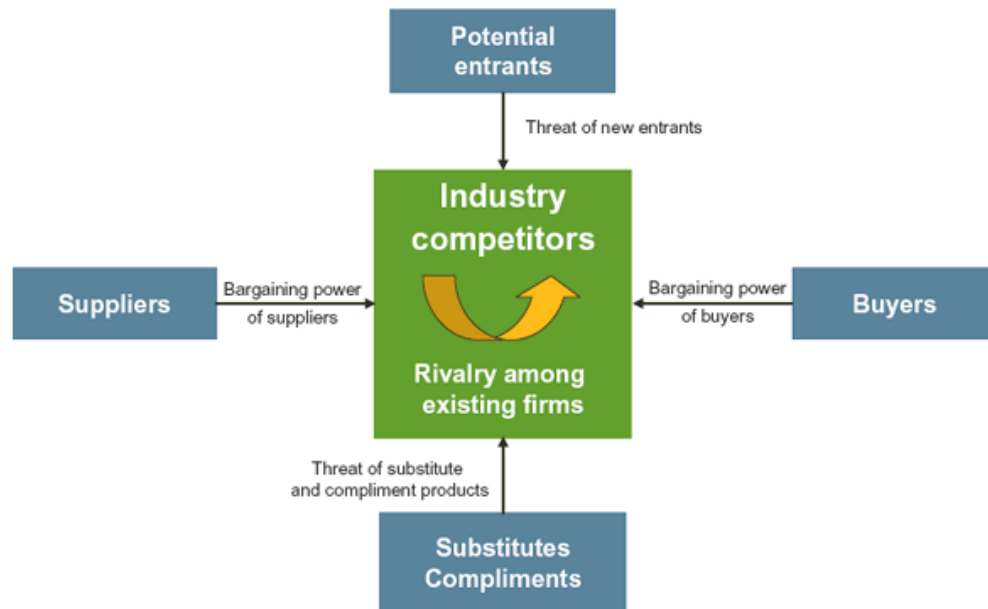 Potential
entrants
Threat of new entrants
Industry
competitors
Suppliers
Bargaining power
of suppliers
Bargaining power
of buyers
Buyers
Rivalry among
existing firms
Threat of substitute
and compliment products
Substitutes
Compliments